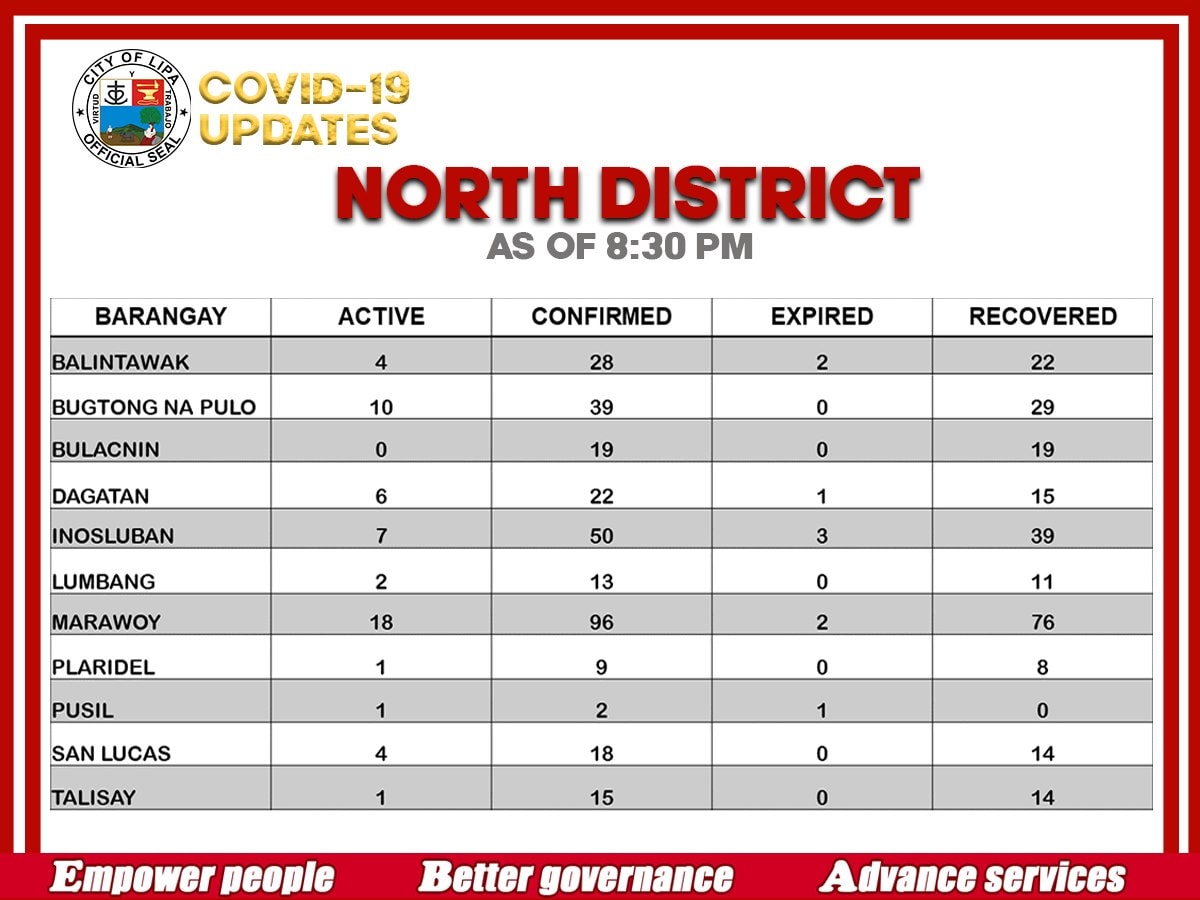 CITY OF LIPA
Y
VIRTUD
TRABAJO
OFFICIAL SEAL
COVID-19
UPDATES
NORTH DISTRICT
AS OF 8:30 PM
BARANGAY ACTIVE CONFIRMED EXPIRED RECOVERED
BALINTAWAK 4 28 2 22
BUGTONG NA PULO 10 39 0 29
BULACNIN 0 19 0 19
DAGATAN 6 22 1 15
INOSLUBAN 7 50 3 39
LUMBANG 2 13 0 11
MARAWOY 18 96 2 76
PLARIDEL 1 9 0 8
PUSIL 1 2 1 0
SAN LUCAS 4 18 0 14
TALISAY 1 15 0 14
Empower people Better governance Advance services